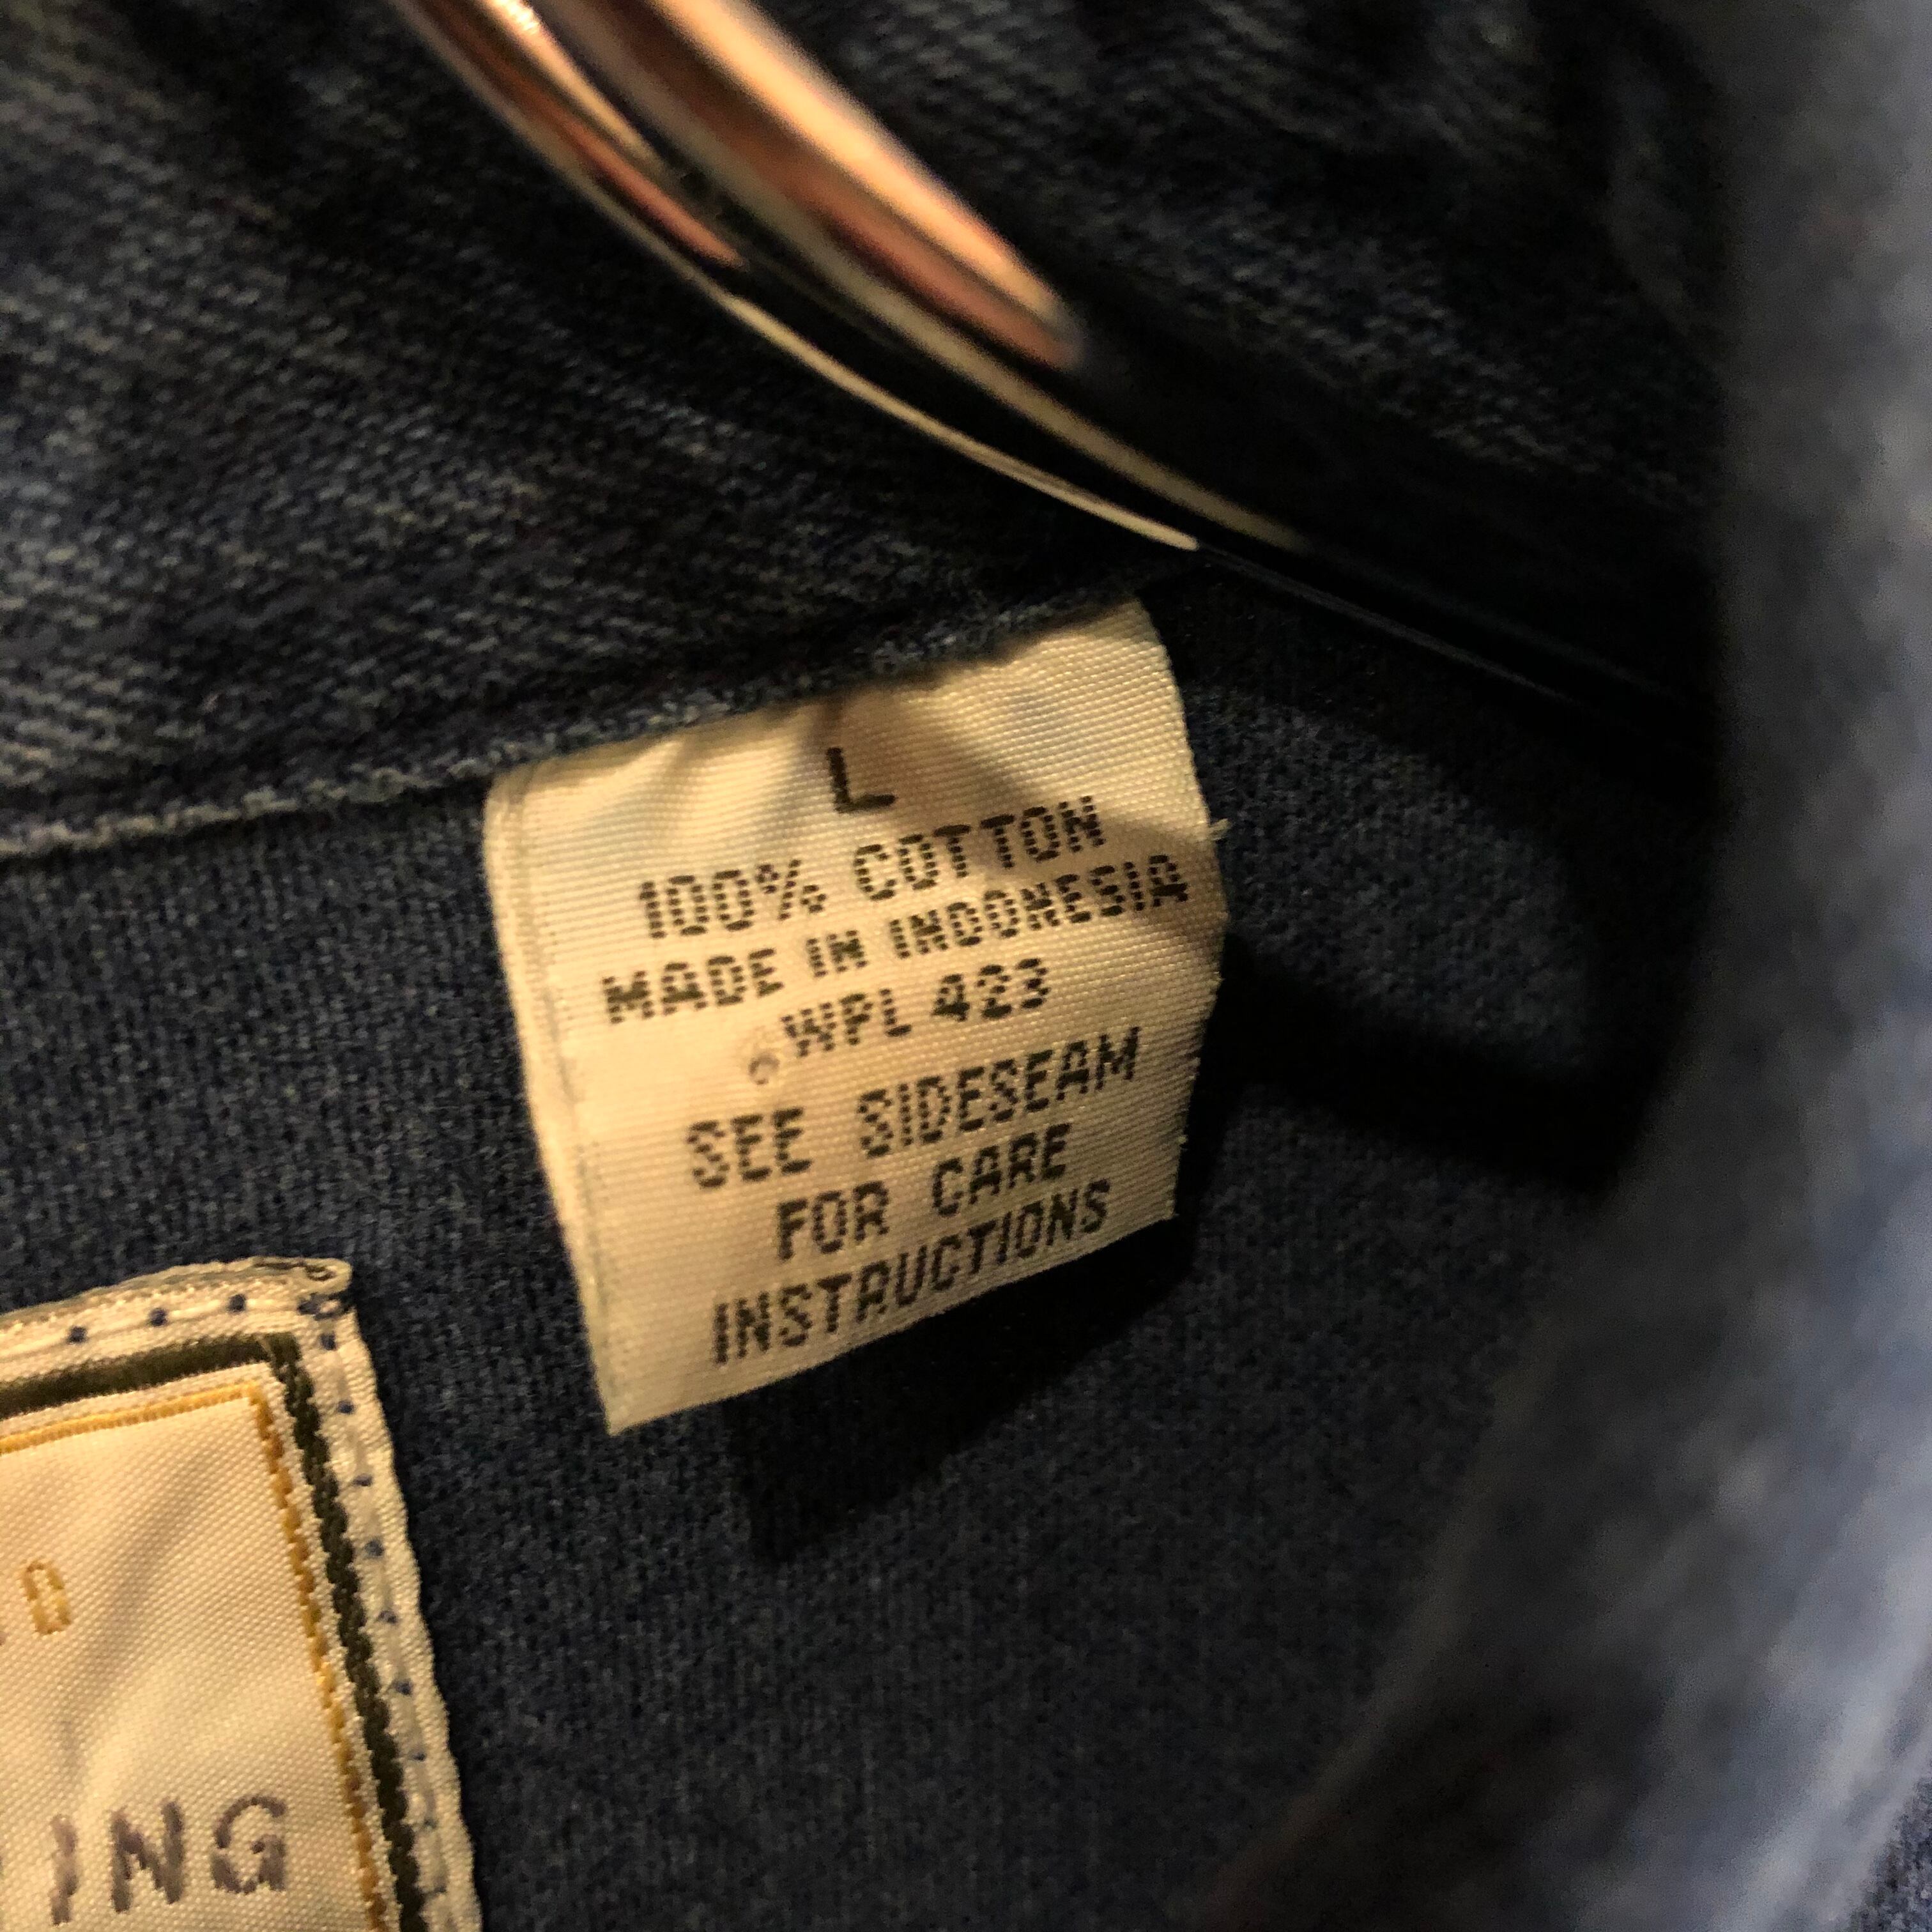 L
100% COTTON
MADE IN INDONESIA
WPL 423
SEE SIDESEAM
FOR CARE
INSTRUCTIONS
ING